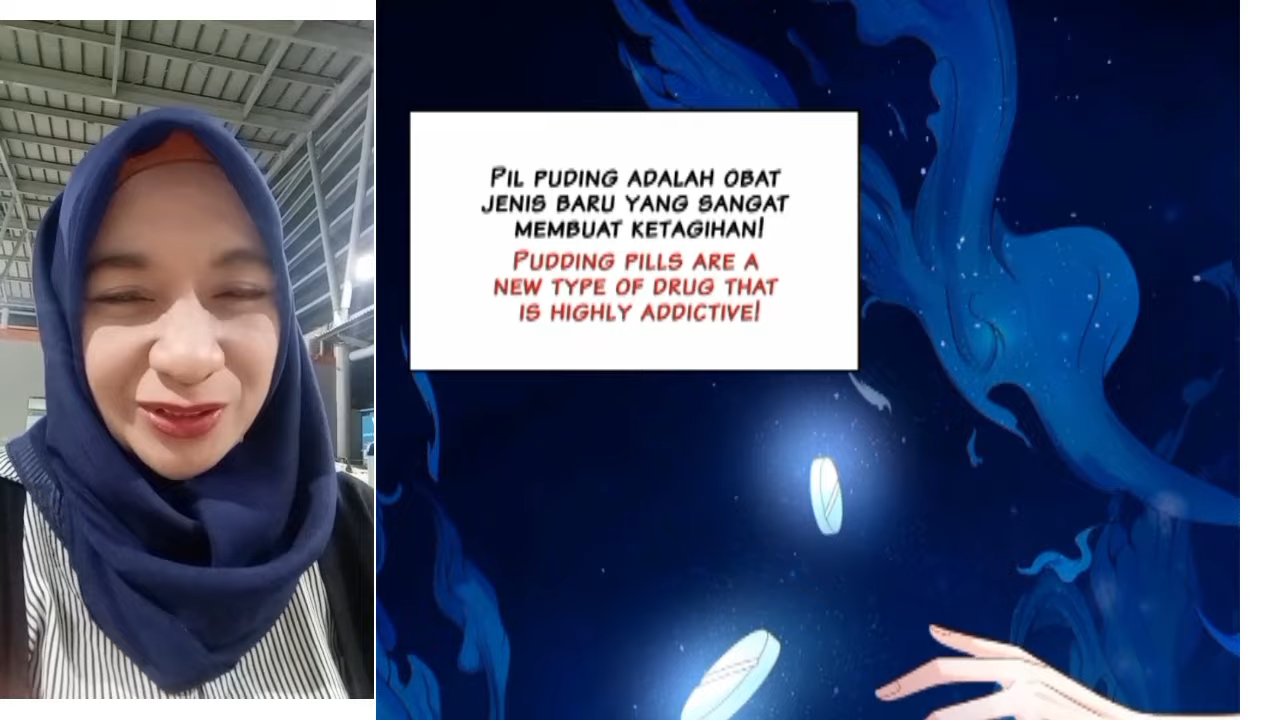 PIL PUDING ADALAH OBAT
JENIS BARU YANG SANGAT
MEMBUAT KETAGIHAN!
PUDDING PILLS ARE A
NEW TYPE OF DRUG THAT
IS HIGHLY ADDICTIVE!